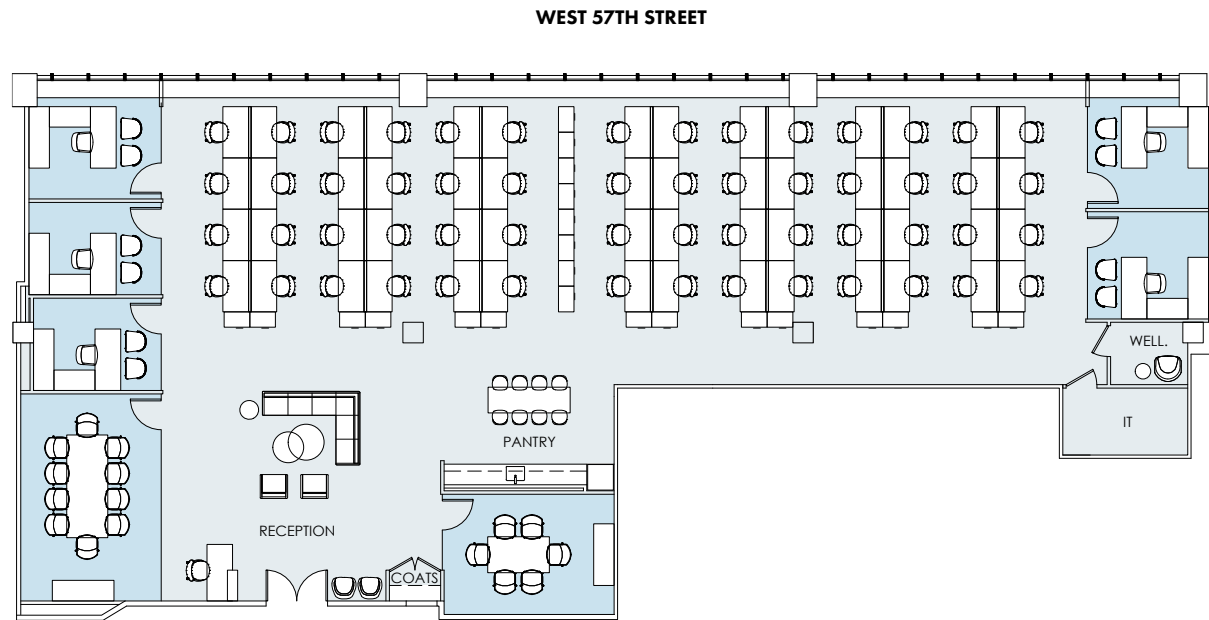 WEST 57TH STREET
WELL.
IT
PANTRY
RECEPTION
COATS